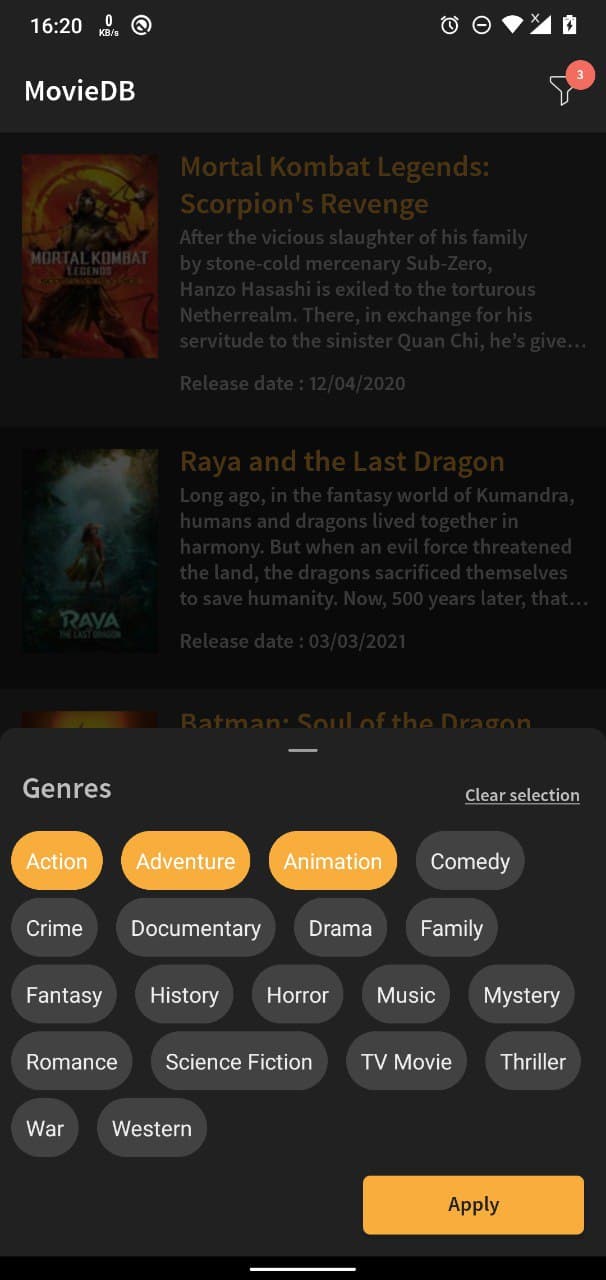 16:20 0 KB/s
MovieDB
3
Mortal Kombat Legends:
Scorpion's Revenge
After the vicious slaughter of his family
by stone-cold mercenary Sub-Zero,
Hanzo Hasashi is exiled to the torturous
Netherrealm. There, in exchange for his
servitude to the sinister Quan Chi, he’s give…
Release date : 12/04/2020
MORTAL KOMBAT
LEGENDS
Raya and the Last Dragon
Long ago, in the fantasy world of Kumandra,
humans and dragons lived together in
harmony. But when an evil force threatened
the land, the dragons sacrificed themselves
to save humanity. Now, 500 years later, that…
Release date : 03/03/2021
RAYA
THE LAST DRAGON
Batman: Soul of the Dragon
Genres
Clear selection
Action Adventure Animation Comedy
Crime Documentary Drama Family
Fantasy History Horror Music Mystery
Romance Science Fiction TV Movie Thriller
War Western
Apply